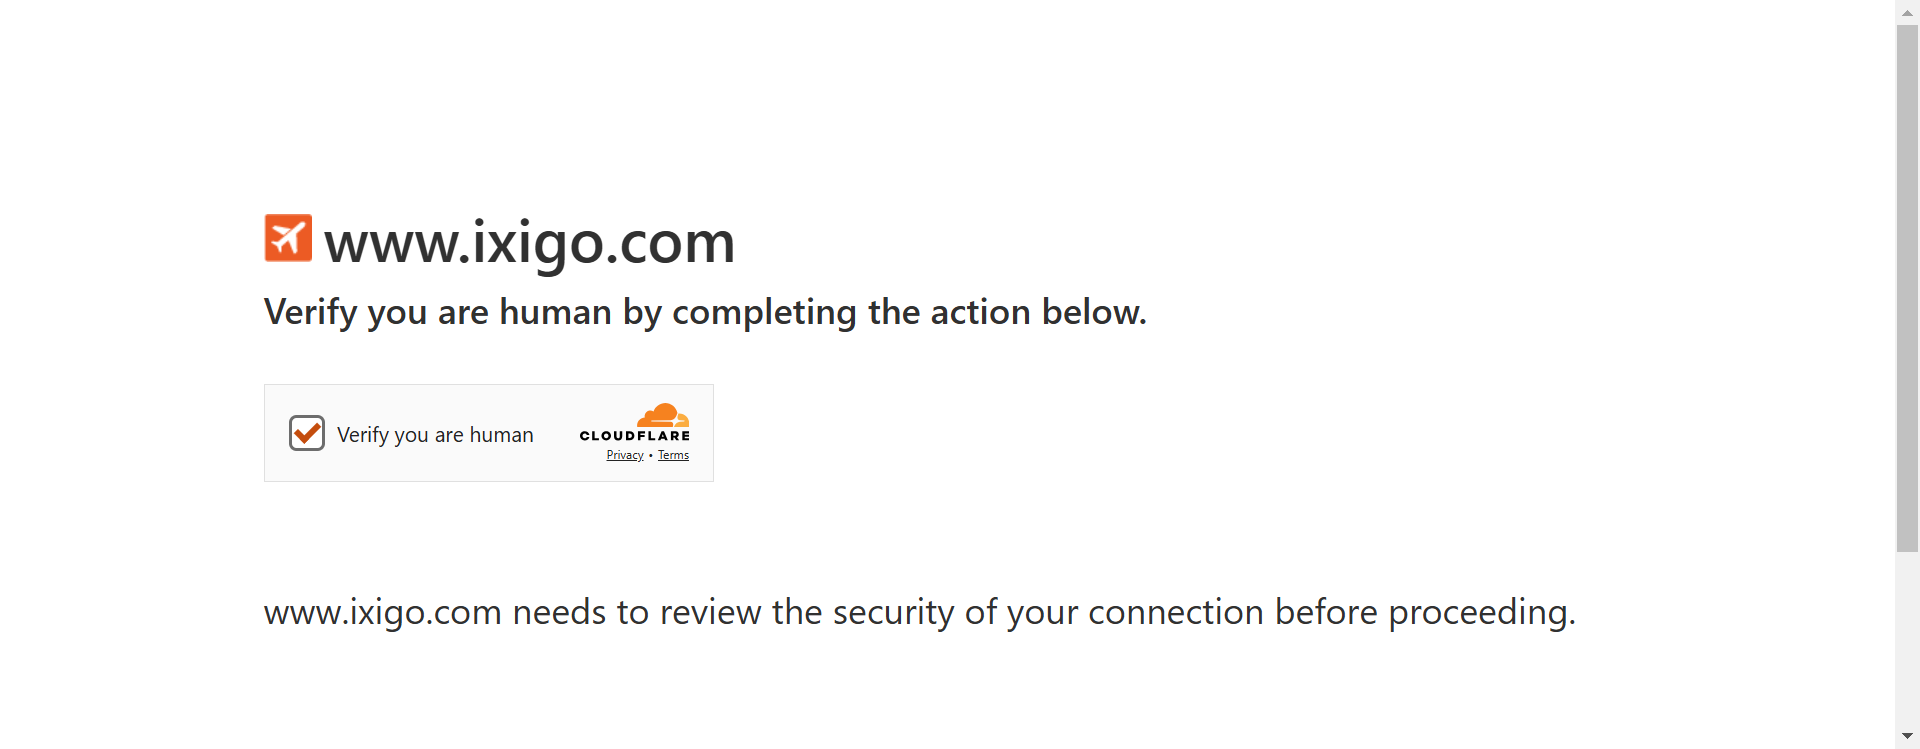 www.ixigo.com
Verify you are human by completing the action below.
Verify you are human
CLOUDFLARE
Privacy • Terms
www.ixigo.com needs to review the security of your connection before proceeding.